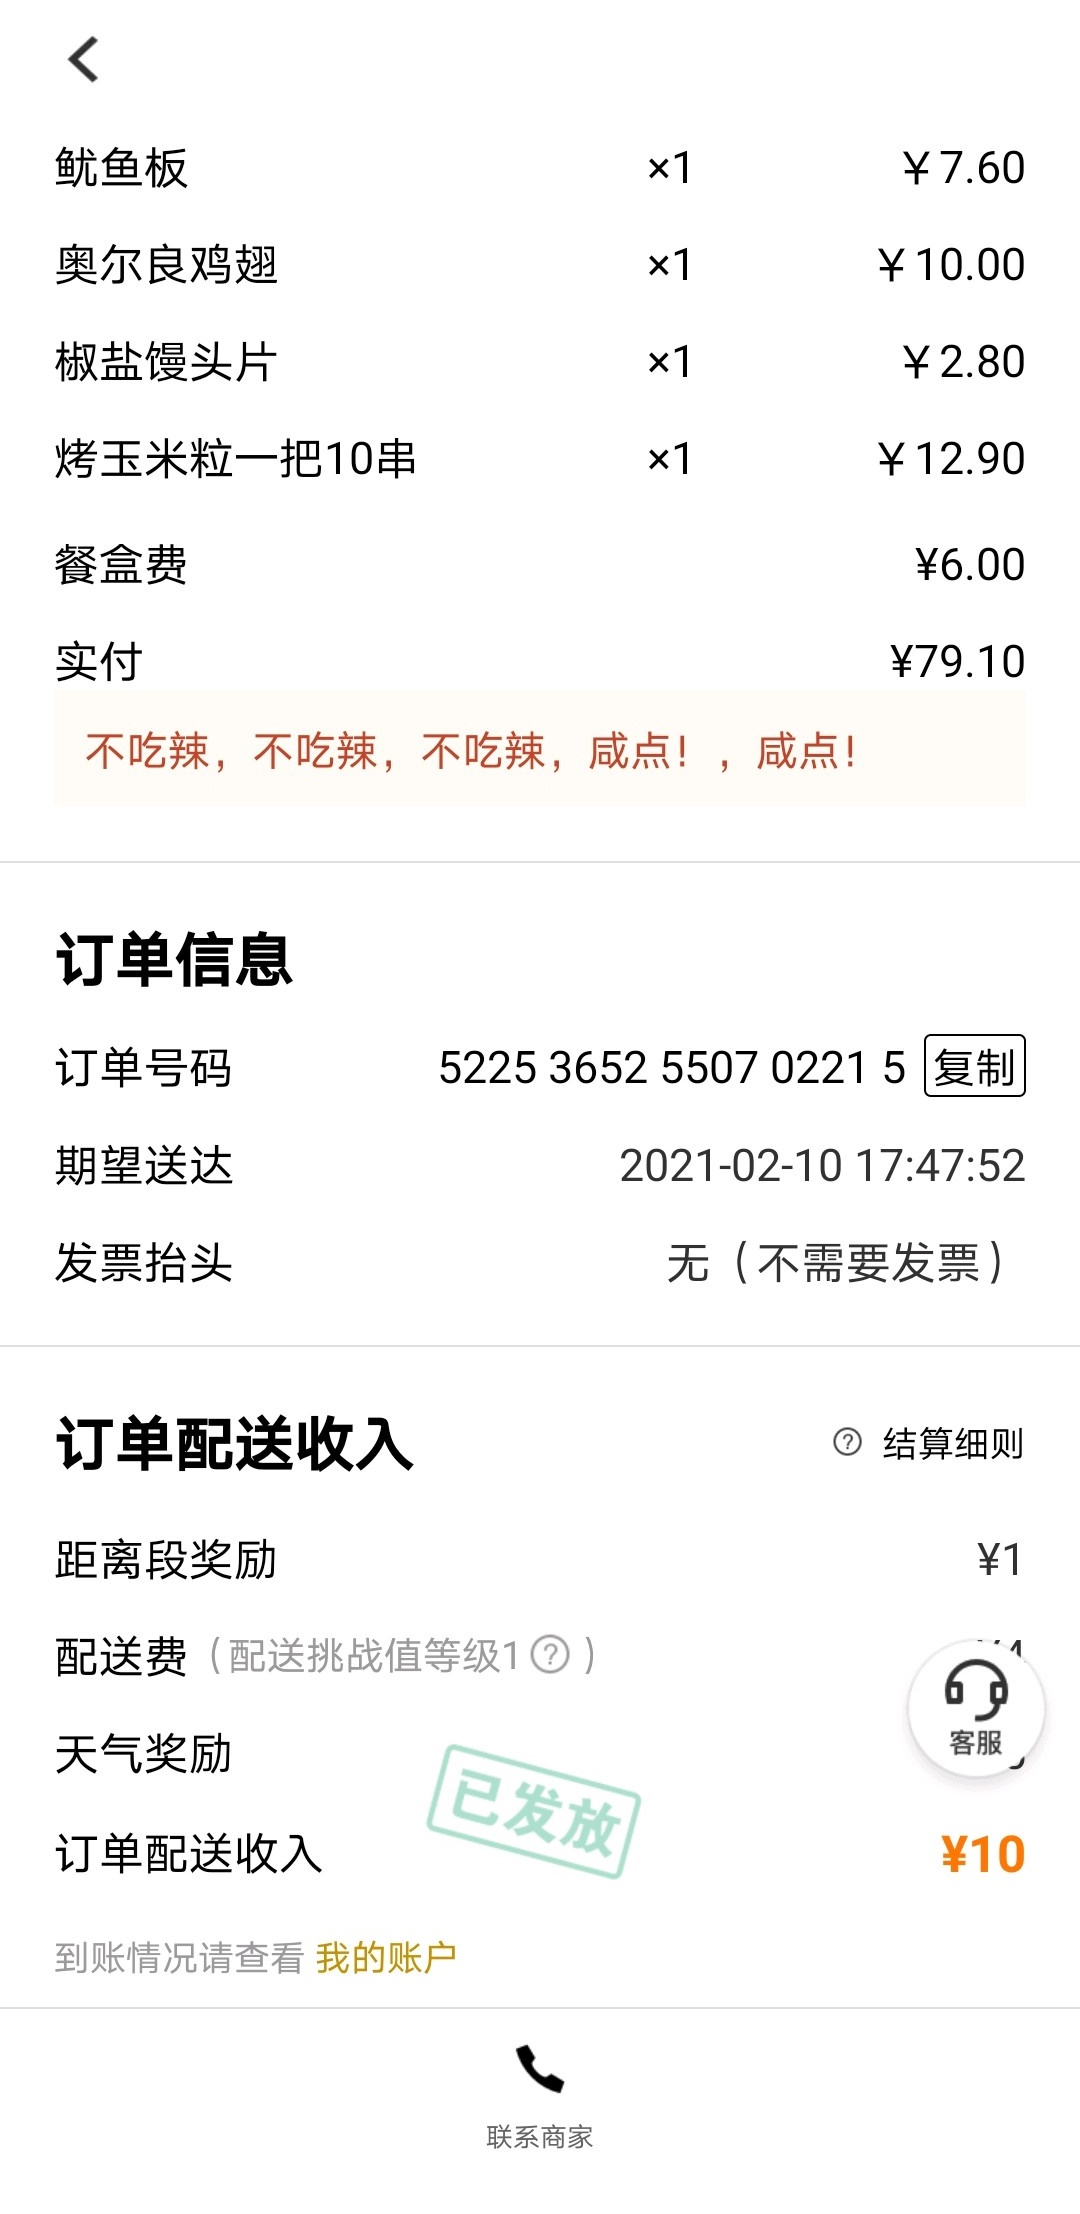 鱿鱼板 ×1 ￥7.60
奥尔良鸡翅 ×1 ￥10.00
椒盐馒头片 ×1 ￥2.80
烤玉米粒一把10串 ×1 ￥12.90
餐盒费 ¥6.00
实付 ¥79.10
不吃辣，不吃辣，不吃辣，咸点！，咸点！
订单信息
订单号码 5225 3652 5507 0221 5 复制
期望送达 2021-02-10 17:47:52
发票抬头 无（不需要发票）
订单配送收入 ? 结算细则
距离段奖励 ¥1
配送费（配送挑战值等级1?） ¥4
客服
天气奖励
已发放
订单配送收入 ¥10
到账情况请查看 我的账户
联系商家